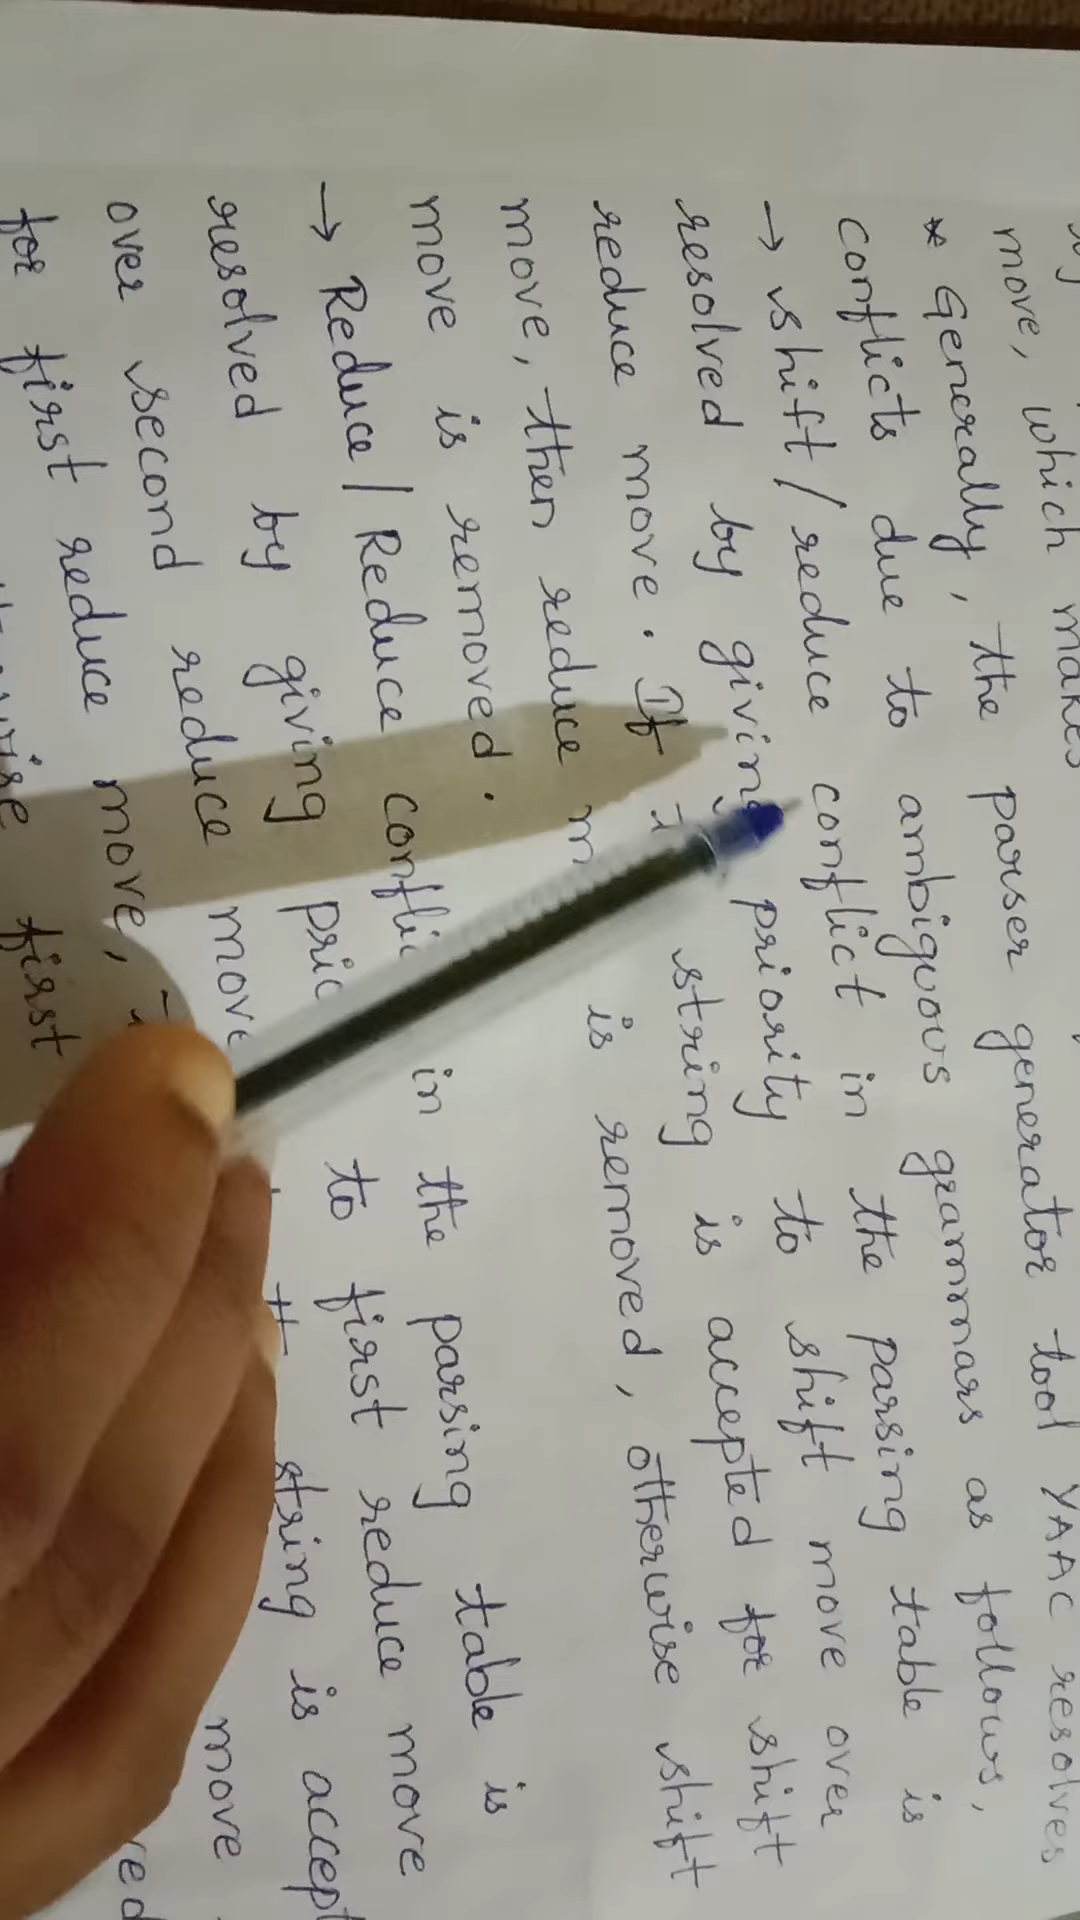 move, which makes
* Generally, the parser generator tool YAAC resolves
conflicts due to ambiguous grammars as follows,
→ shift/reduce conflict in the parsing table is
resolved by giving priority to shift move over
reduce move. If string is accepted for shift
move, then reduce is removed, otherwise shift
move is removed.
→ Reduce/Reduce in the parsing table is
resolved by giving to first reduce move
over second reduce string is
for first reduce move, move
first